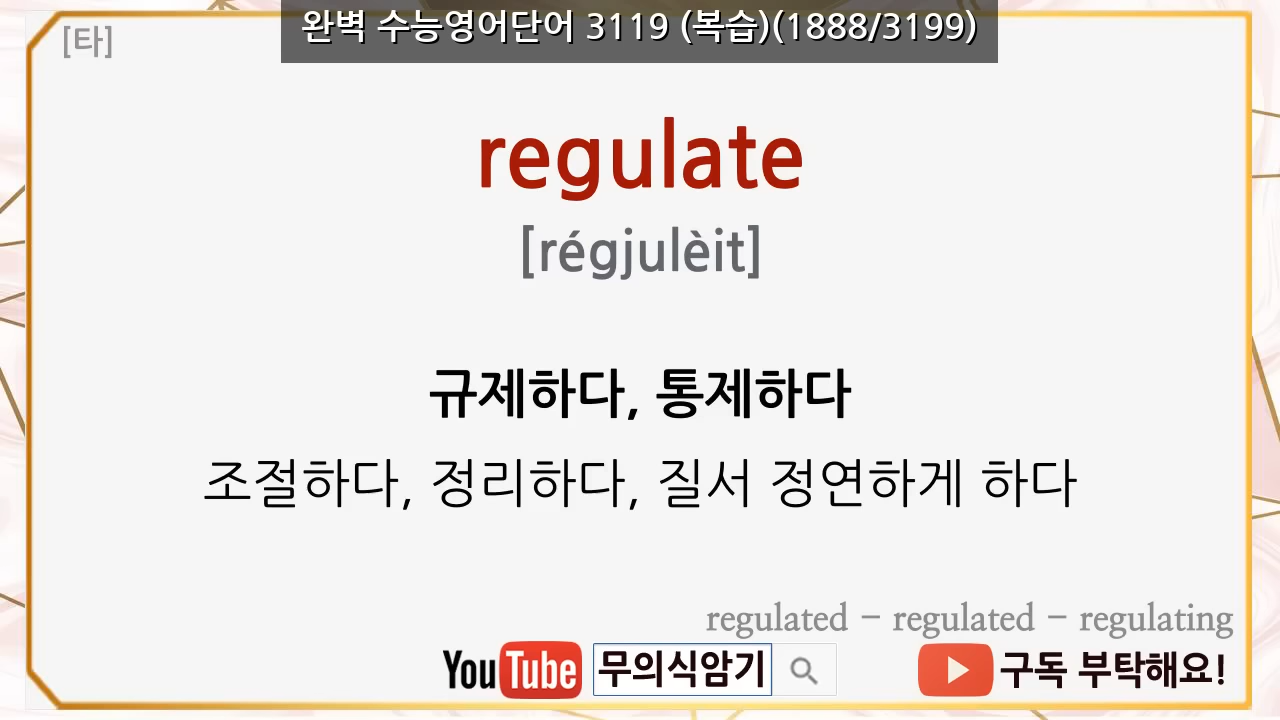 완벽 수능영어단어 3119 (복습)(1888/3199)
[타]
regulate
[régjulèit]
규제하다, 통제하다
조절하다, 정리하다, 질서 정연하게 하다
regulated - regulated - regulating
YouTube 무의식암기 구독 부탁해요!